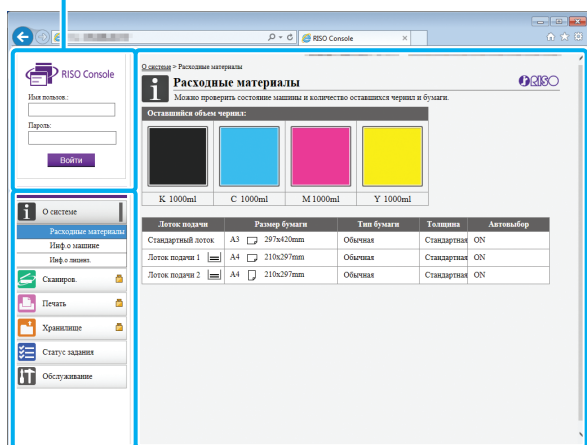 RISO Console
RISO Console
Имя пользов.:
Пароль:
Войти
О системе
Расходные материалы
Инф.о машине
Инф.о лиценз.
Сканиров.
Печать
Хранилище
Статус задания
Обслуживание
О системе > Расходные материалы
Расходные материалы
Можно проверить состояние машины и количество оставшихся чернил и бумаги.
RISO
Оставшийся объем чернил:
K 1000ml C 1000ml M 1000ml Y 1000ml
Лоток подачи Размер бумаги Тип бумаги Толщина Автовыбор
Стандартный лоток A3 297x420mm Обычная Стандартная ON
Лоток подачи 1 A4 210x297mm Обычная Стандартная ON
Лоток подачи 2 A4 210x297mm Обычная Стандартная ON